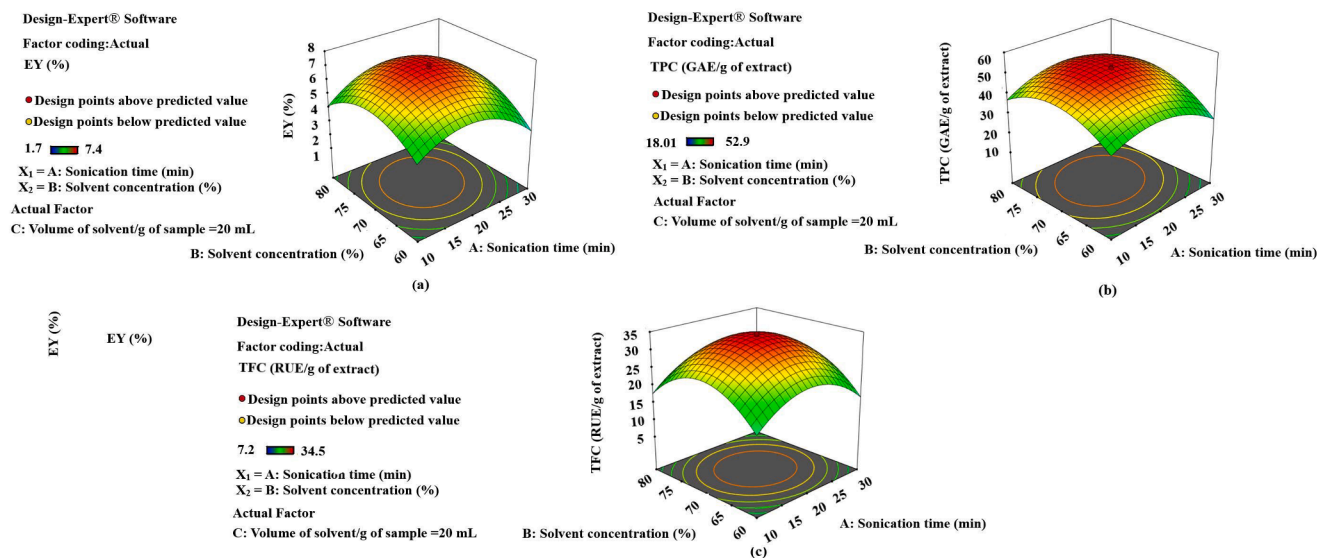 Design-Expert® Software
Factor coding:Actual
EY (%)
Design points above predicted value
Design points below predicted value
1.7 7.4
X₁ = A: Sonication time (min)
X₂ = B: Solvent concentration (%)
Actual Factor
C: Volume of solvent/g of sample =20 mL
EY (%)
8
7
6
5
4
3
2
1
80
75
70
65
60
B: Solvent concentration (%)
10
15
20
25
30
A: Sonication time (min)
(a)
Design-Expert® Software
Factor coding:Actual
TPC (GAE/g of extract)
Design points above predicted value
Design points below predicted value
18.01 52.9
X₁ = A: Sonication time (min)
X₂ = B: Solvent concentration (%)
Actual Factor
C: Volume of solvent/g of sample =20 mL
TPC (GAE/g of extract)
60
50
40
30
20
10
80
75
70
65
60
B: Solvent concentration (%)
10
15
20
25
30
A: Sonication time (min)
(b)
EY (%)
EY (%)
Design-Expert® Software
Factor coding:Actual
TFC (RUE/g of extract)
Design points above predicted value
Design points below predicted value
7.2 34.5
X₁ = A: Sonication time (min)
X₂ = B: Solvent concentration (%)
Actual Factor
C: Volume of solvent/g of sample =20 mL
TFC (RUE/g of extract)
35
30
25
20
15
10
5
80
75
70
65
60
B: Solvent concentration (%)
10
15
20
25
30
A: Sonication time (min)
(c)